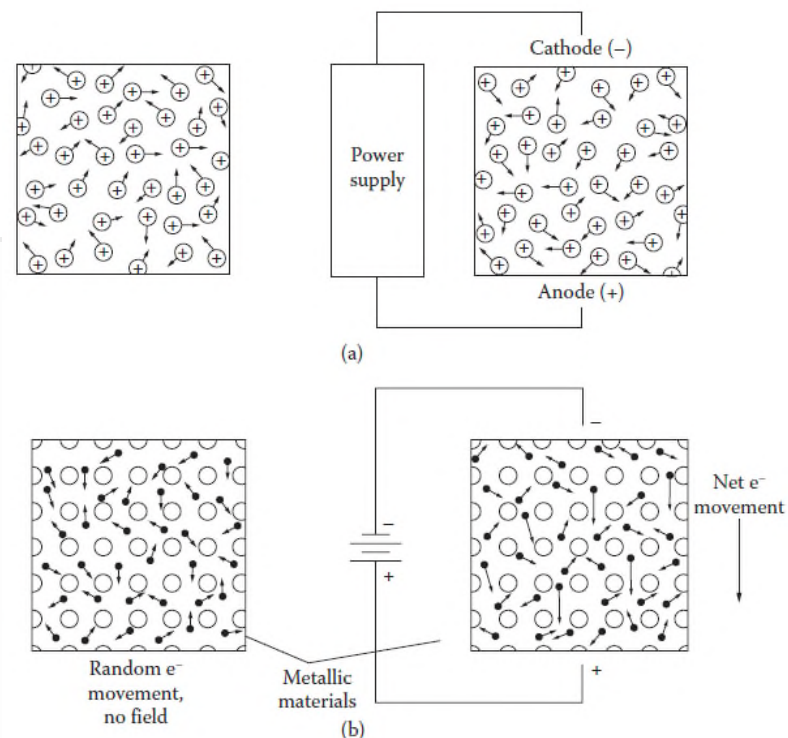 Cathode (–)
Power
supply
Anode (+)
(a)
–
–
+
Net e⁻
movement
+
Random e⁻
movement,
no field
Metallic
materials
(b)